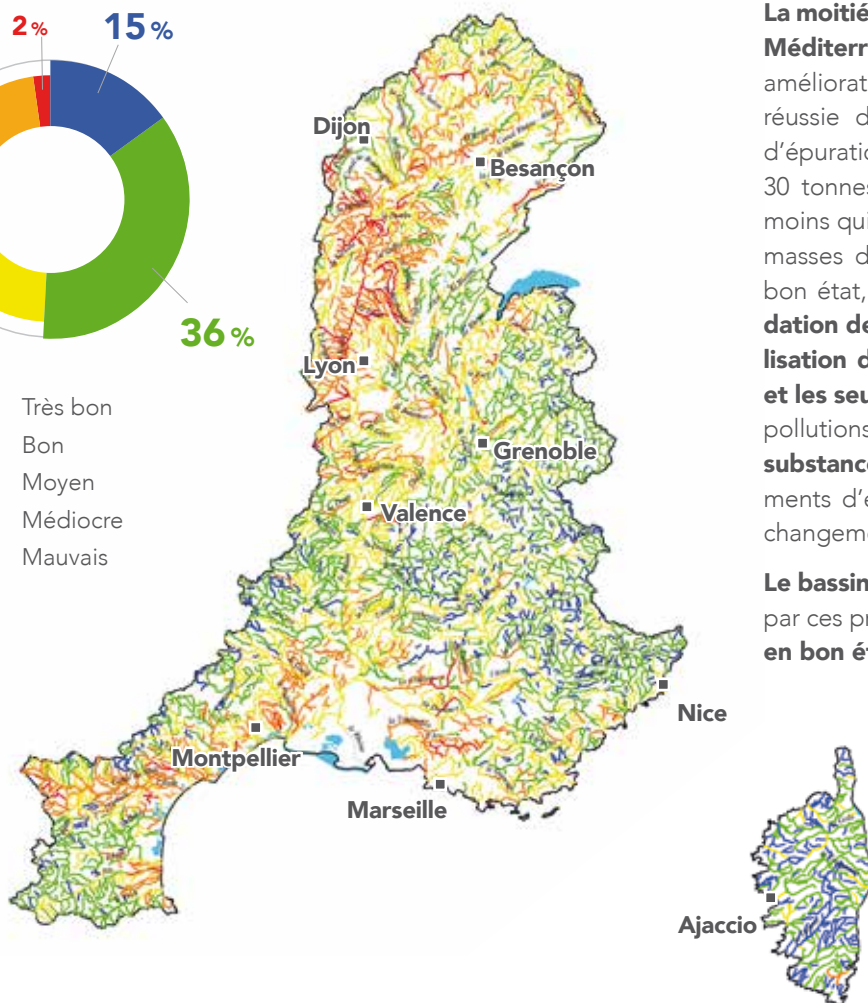 2 %
15 %
36 %
Très bon
Bon
Moyen
Médiocre
Mauvais
Dijon
Besançon
Lyon
Grenoble
Valence
Nice
Montpellier
Marseille
Ajaccio
La moitié
Méditerr
améliorat
réussie d
d'épuratio
30 tonnes
moins qui
masses d
bon état,
dation de
lisation d
et les seu
pollutions
substance
ments d'é
changeme
Le bassin
par ces pr
en bon ét